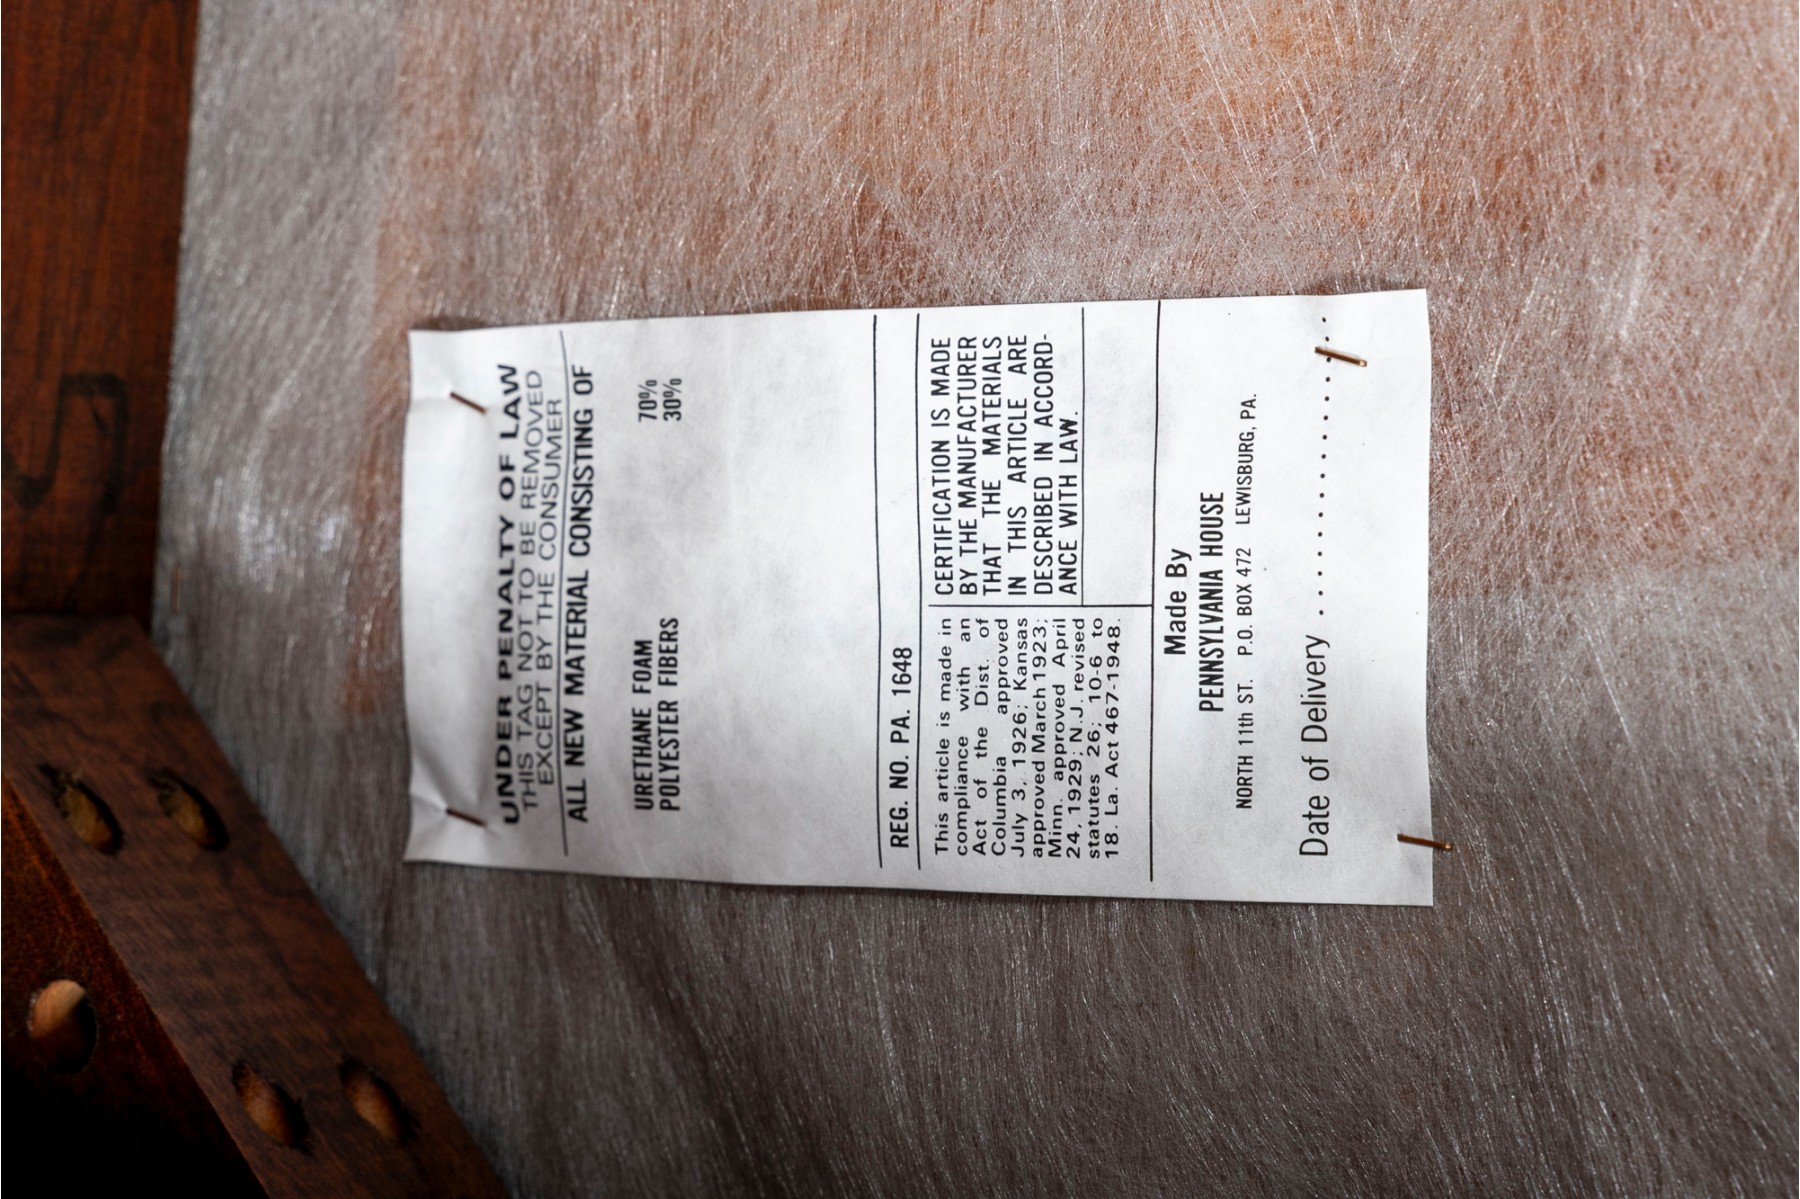 UNDER PENALTY OF LAW
THIS TAG NOT TO BE REMOVED
EXCEPT BY THE CONSUMER
ALL NEW MATERIAL CONSISTING OF
URETHANE FOAM 70%
POLYESTER FIBERS 30%
REG. NO. PA. 1648
This article is made in
compliance with an
Act of the Dist. of
Columbia approved
July 3, 1926; Kansas
approved March 1923;
Minn. approved April
24, 1929; N.J. revised
statutes 26; 10-6 to
18. La. Act 467-1948.
CERTIFICATION IS MADE
BY THE MANUFACTURER
THAT THE MATERIALS
IN THIS ARTICLE ARE
DESCRIBED IN ACCORD-
ANCE WITH LAW.
Made By
PENNSYLVANIA HOUSE
NORTH 11th ST. P.O. BOX 472 LEWISBURG, PA.
Date of Delivery . . . . . . . . . . . . . . . . . .